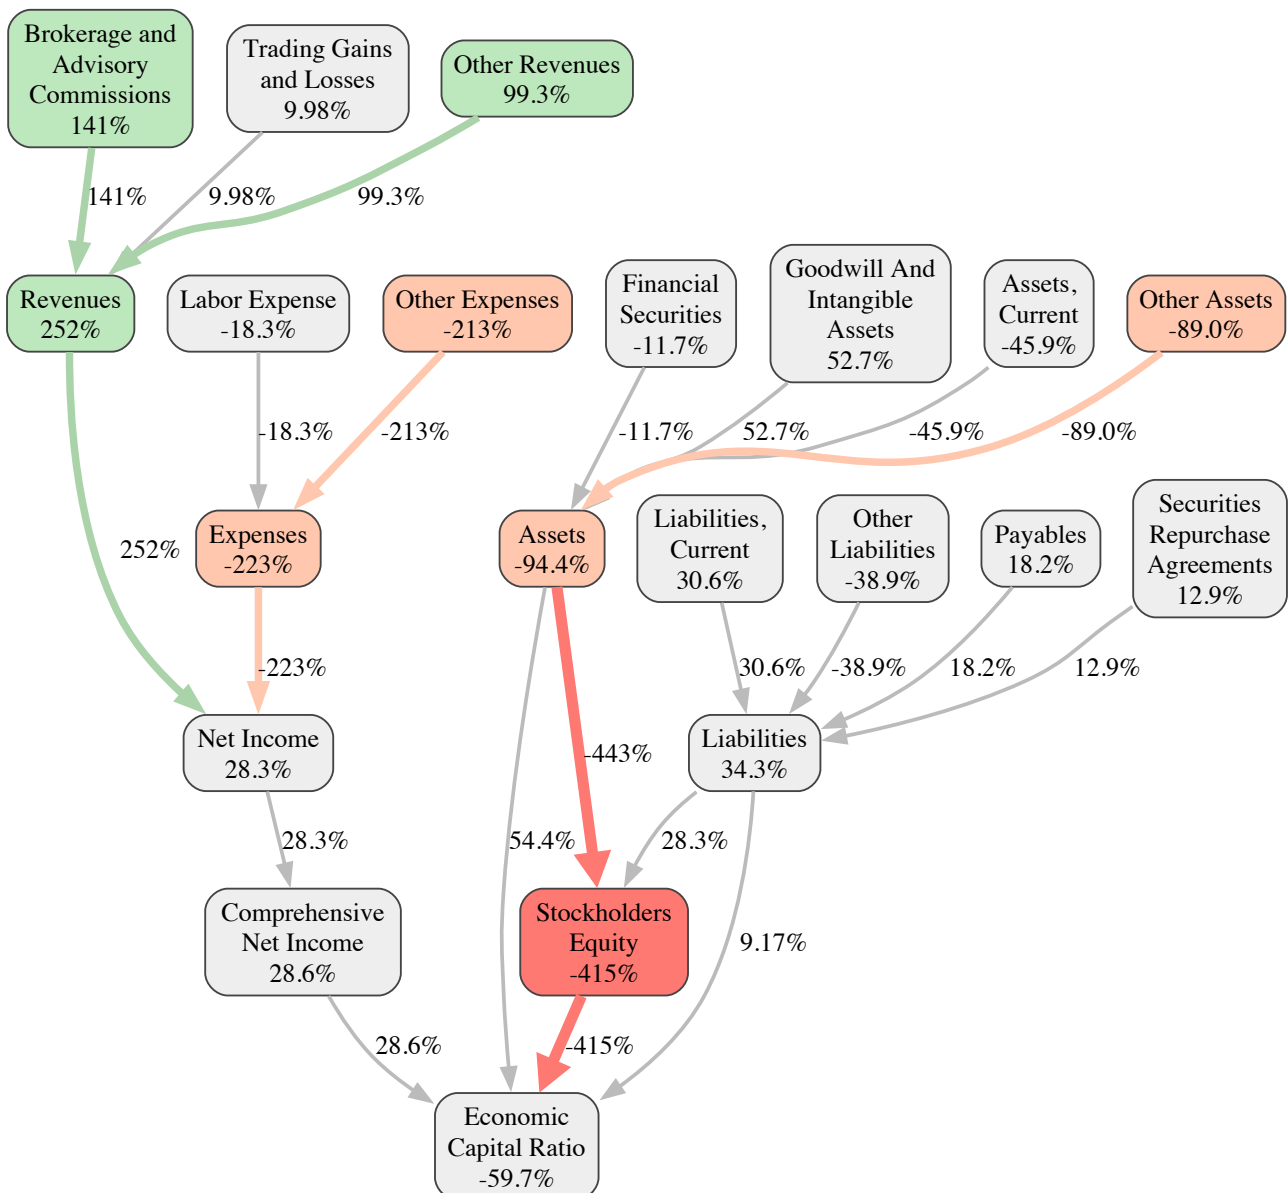 Brokerage and
Advisory
Commissions
141%
Trading Gains
and Losses
9.98%
Other Revenues
99.3%
141%
9.98%
99.3%
Revenues
252%
Labor Expense
-18.3%
Other Expenses
-213%
Financial
Securities
-11.7%
Goodwill And
Intangible
Assets
52.7%
Assets,
Current
-45.9%
Other Assets
-89.0%
-18.3%
-213%
-11.7%
52.7%
-45.9%
-89.0%
252%
Expenses
-223%
Assets
-94.4%
Liabilities,
Current
30.6%
Other
Liabilities
-38.9%
Payables
18.2%
Securities
Repurchase
Agreements
12.9%
-223%
30.6%
-38.9%
18.2%
12.9%
Net Income
28.3%
-443%
Liabilities
34.3%
28.3%
54.4%
28.3%
Comprehensive
Net Income
28.6%
Stockholders
Equity
-415%
9.17%
28.6%
-415%
Economic
Capital Ratio
-59.7%